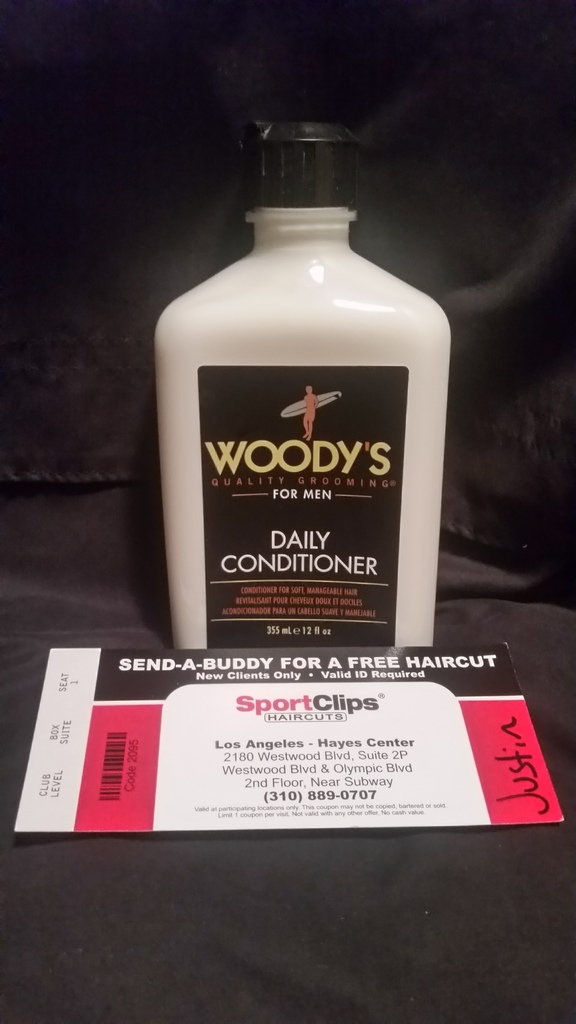 WOODY'S
QUALITY GROOMING®
FOR MEN
DAILY
CONDITIONER
CONDITIONER FOR SOFT, MANAGEABLE HAIR
REVITALISANT POUR CHEVEUX DOUX ET DOCILES
ACONDICIONADOR PARA UN CABELLO SUAVE Y MANEJABLE
355 mL e 12 fl oz
SEND-A-BUDDY FOR A FREE HAIRCUT
New Clients Only • Valid ID Required
SportClips®
HAIRCUTS
Los Angeles - Hayes Center
2180 Westwood Blvd, Suite 2P
Westwood Blvd & Olympic Blvd
2nd Floor, Near Subway
(310) 889-0707
Valid at participating locations only. This coupon may not be copied, bartered or sold.
Limit 1 coupon per visit. Not valid with any other offer. No cash value.
CLUB
LEVEL
BOX
SUITE
SEAT
1
Code 2095
Justin